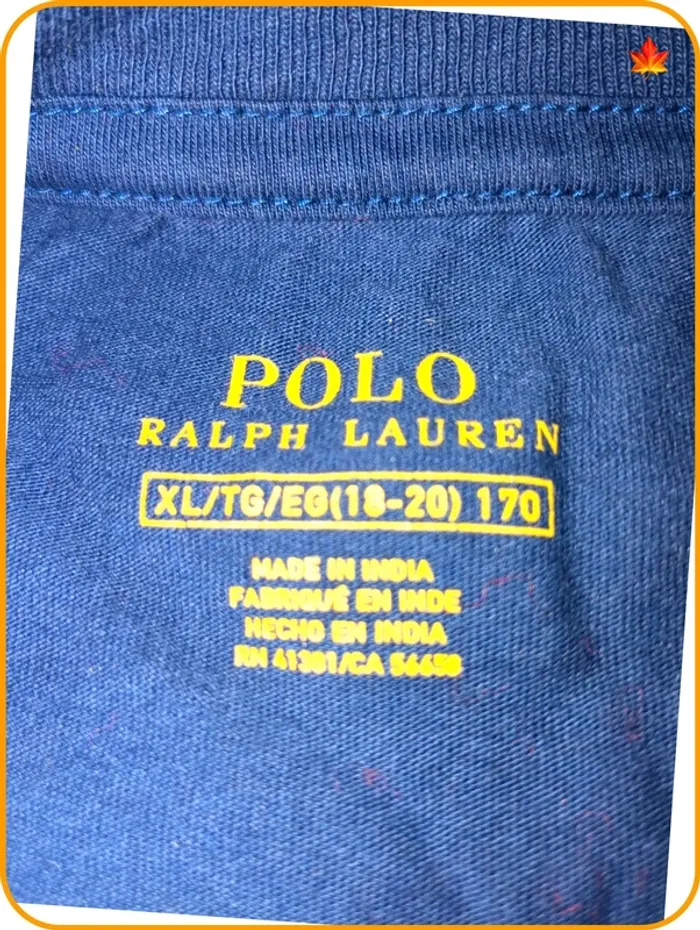 POLO
RALPH LAUREN
XL/TG/EG(18-20) 170
MADE IN INDIA
FABRIQUÉ EN INDE
HECHO EN INDIA
RN 41381/CA 56658